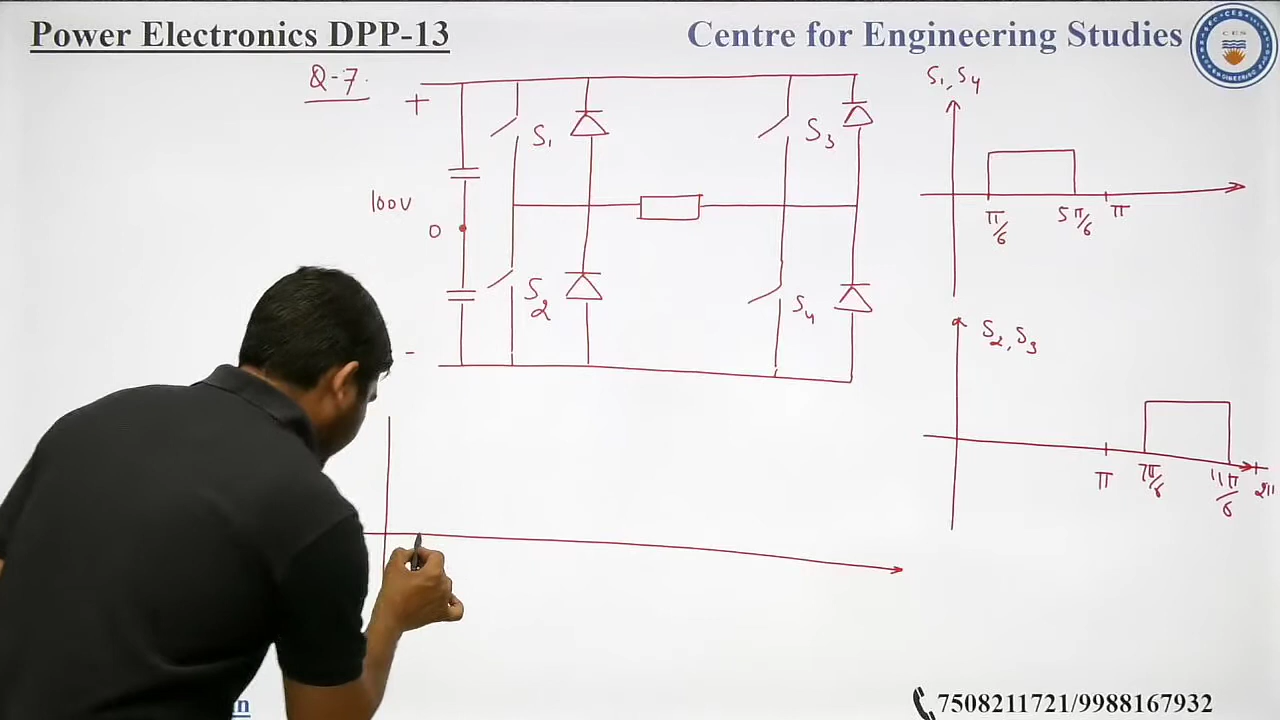 Power Electronics DPP-13
Centre for Engineering Studies
CES
Q-7.
+
S1
S3
100V
0
S2
S4
-
S1, S4
π/6
5π/6
π
S2, S3
π
7π/6
11π/6
2π
7508211721/9988167932